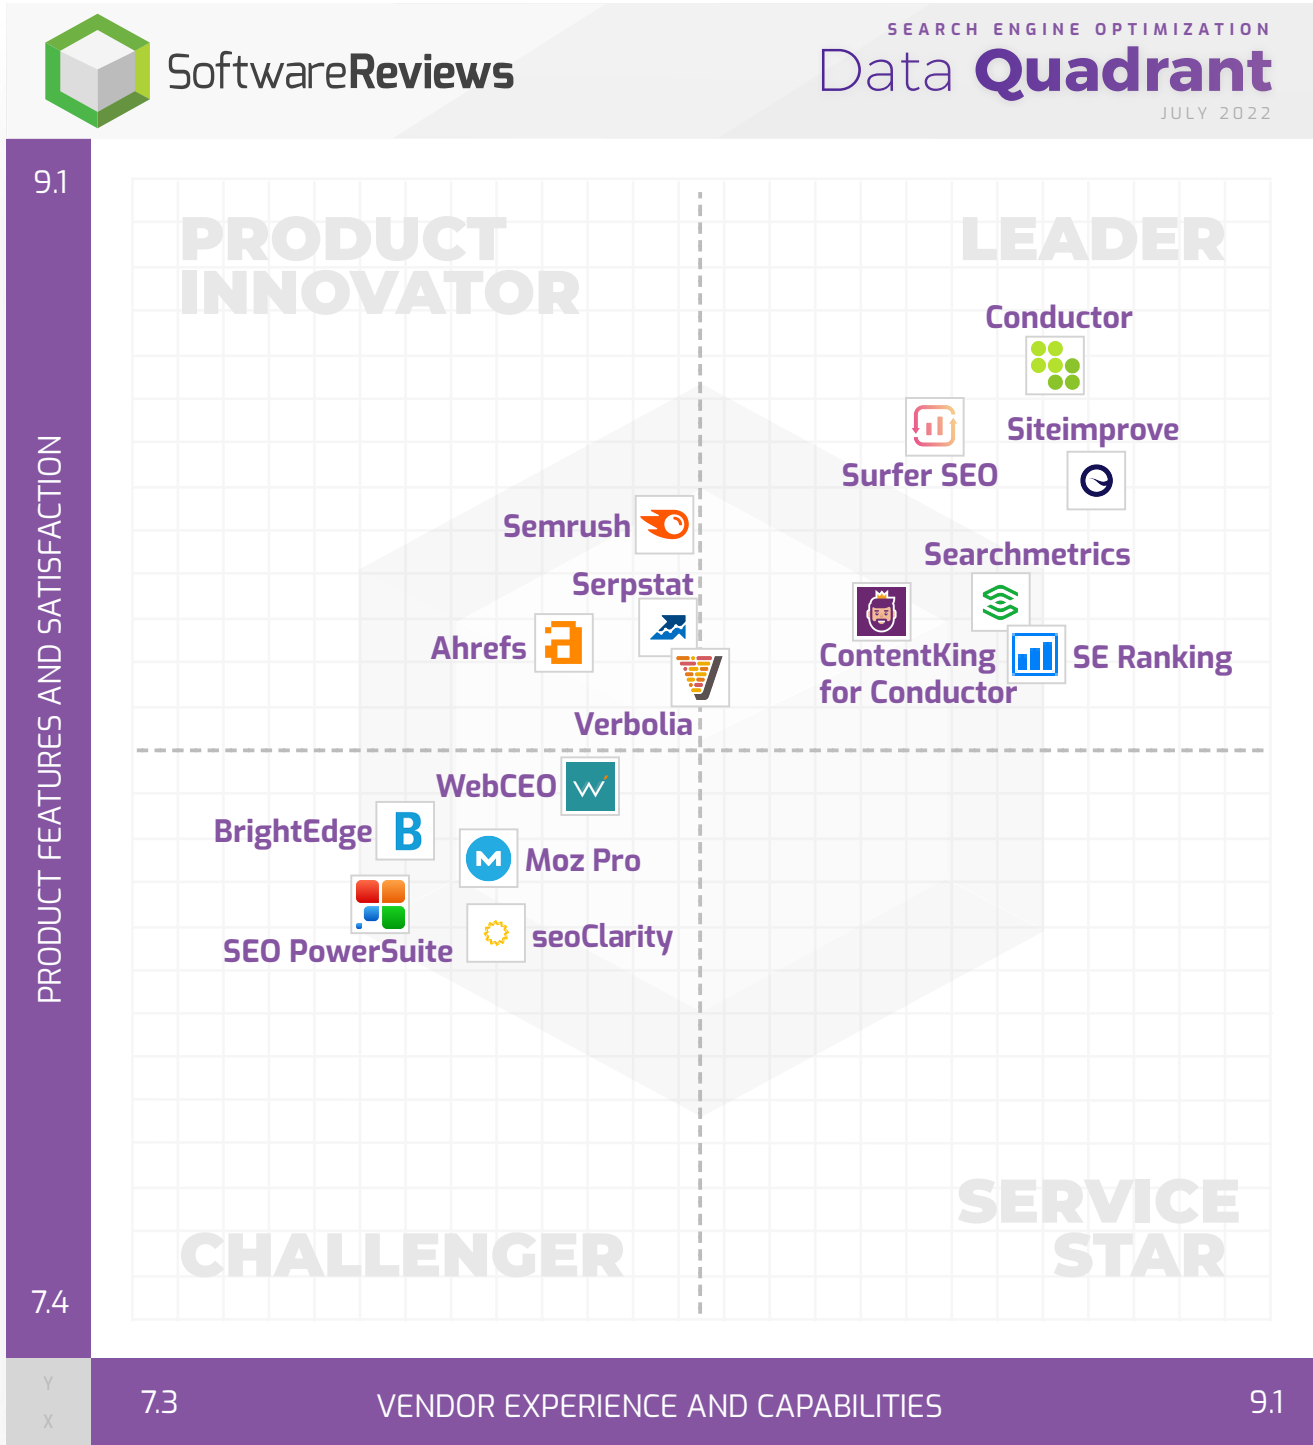 SoftwareReviews
SEARCH ENGINE OPTIMIZATION
Data Quadrant
JULY 2022
9.1
PRODUCT FEATURES AND SATISFACTION
7.4
PRODUCT
INNOVATOR
LEADER
Conductor
Siteimprove
Surfer SEO
Semrush
Searchmetrics
Serpstat
Ahrefs
ContentKing
for Conductor
SE Ranking
Verbolia
WebCEO
BrightEdge
B
Moz Pro
M
SEO PowerSuite
seoClarity
SERVICE
STAR
CHALLENGER
Y
X
7.3
VENDOR EXPERIENCE AND CAPABILITIES
9.1